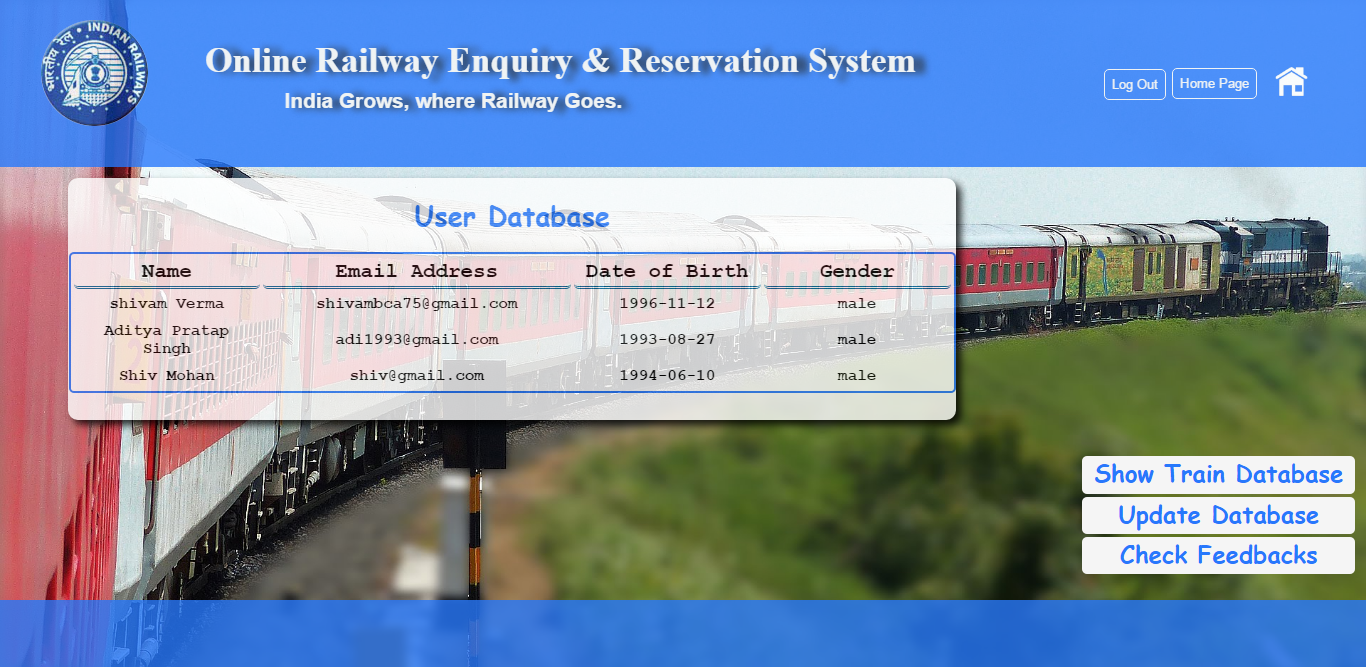 भारतीय रेल • INDIAN RAILWAYS
Online Railway Enquiry & Reservation System
India Grows, where Railway Goes.
Log Out Home Page
User Database
Name Email Address Date of Birth Gender
shivam Verma shivambca75@gmail.com 1996-11-12 male
Aditya Pratap
Singh adi1993@gmail.com 1993-08-27 male
Shiv Mohan shiv@gmail.com 1994-06-10 male
Show Train Database
Update Database
Check Feedbacks